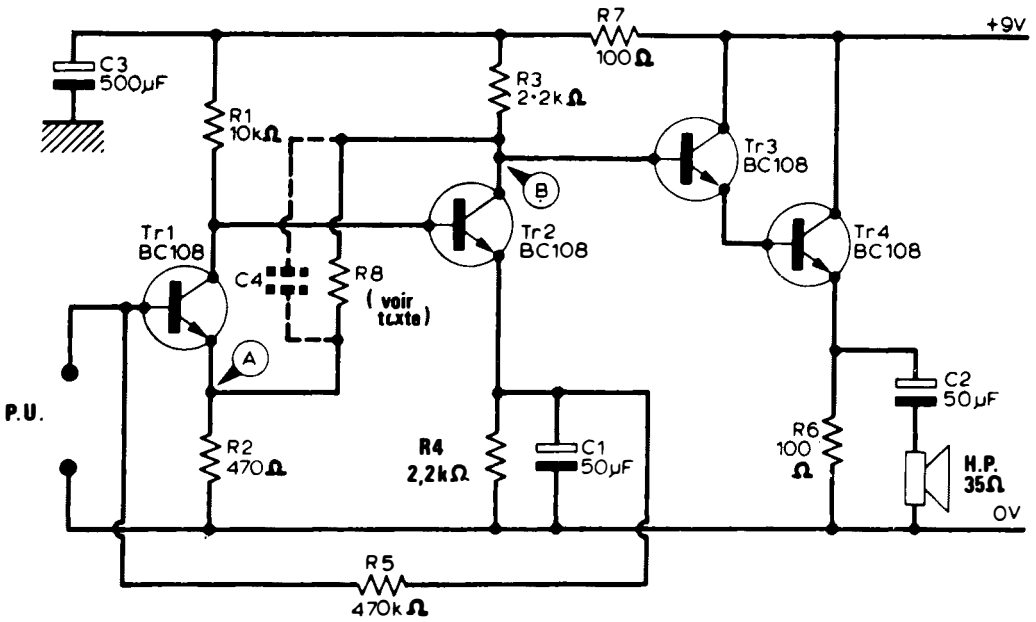 R7
100Ω
+9V
C3
500µF
R1
10kΩ
R3
2·2kΩ
Tr3
BC108
B
Tr1
BC108
Tr2
BC108
Tr4
BC108
C4
R8
( voir
texte )
A
P.U.
R2
470Ω
R4
2,2kΩ
C1
50µF
C2
50µF
R6
100
Ω
H.P.
35Ω
0V
R5
470kΩ